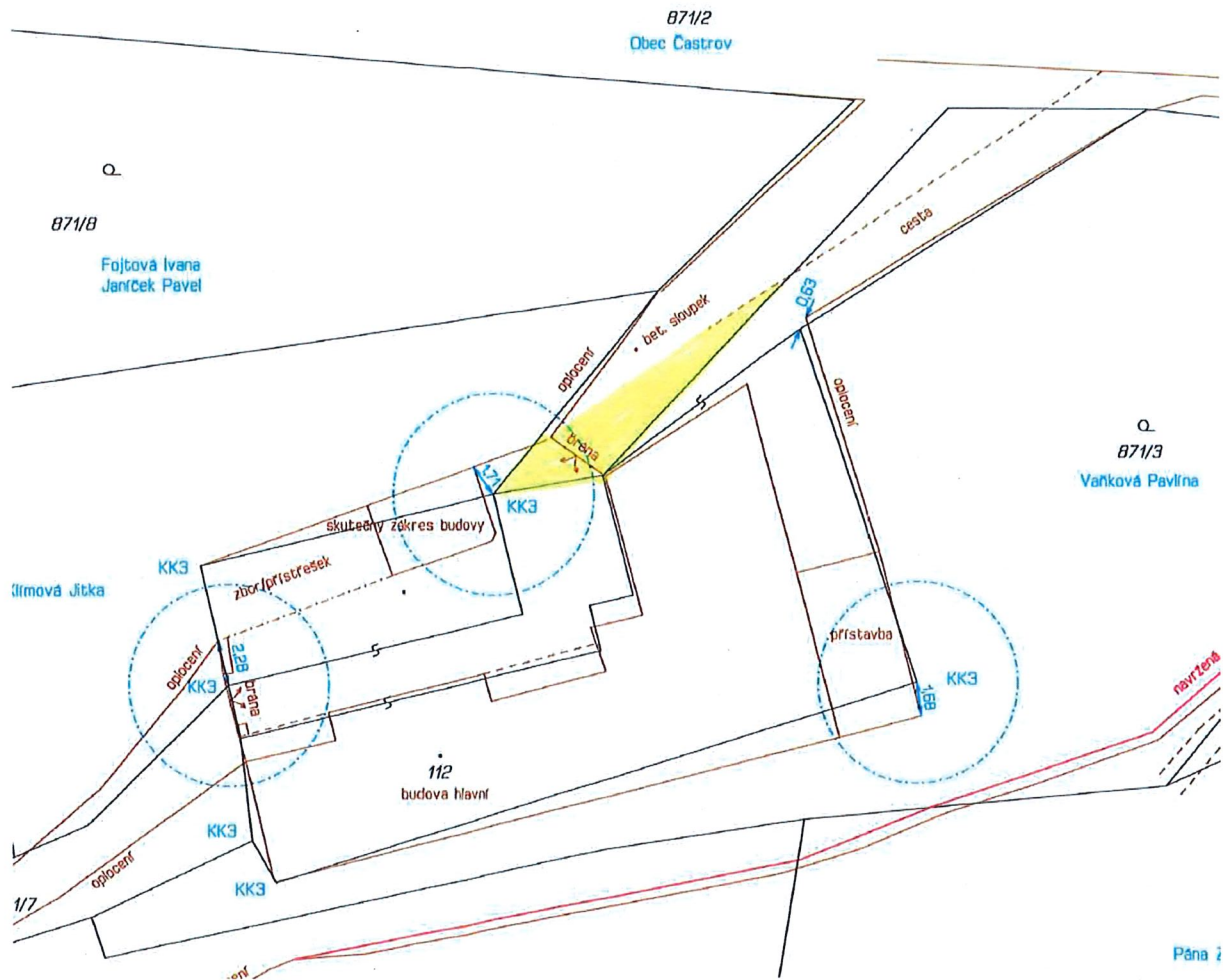 871/2
Obec Častrov
Q
871/8
Fojtová Ivana
Janíček Pavel
cesta
0,63
bet. sloupek
oplocení
oplocení
Q
871/3
Vaňková Pavlína
brána
1,71
KK3
skutečný zákres budovy
KK3
zbor/přístřešek
Klímová Jitka
přístavba
oplocení
2,28
KK3
brána
KK3
1,68
navržená
112
budova hlavní
KK3
oplocení
KK3
1/7
Pána